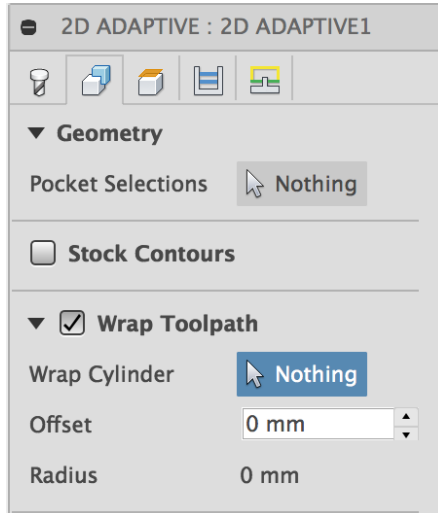 2D ADAPTIVE : 2D ADAPTIVE1
Geometry
Pocket Selections Nothing
Stock Contours
Wrap Toolpath
Wrap Cylinder Nothing
Offset 0 mm
Radius 0 mm